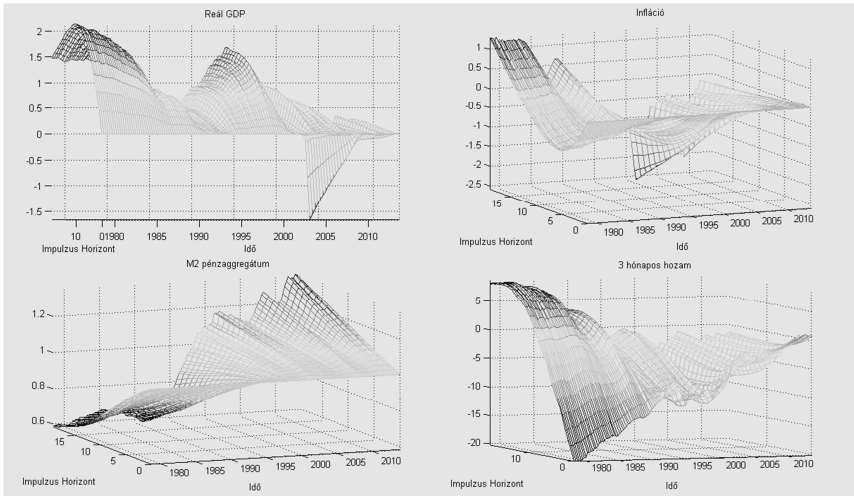 Reál GDP
2
1.5
1
0.5
0
-0.5
-1
-1.5
10 0 1980 1985 1990 1995 2000 2005 2010
Impulzus Horizont Idő
Infláció
1
0.5
0
-0.5
-1
-1.5
-2
-2.5
15 10 5 0
1980 1985 1990 1995 2000 2005 2010
Impulzus Horizont Idő
M2 pénzaggregátum
1.2
1
0.8
0.6
15 10 5 0
1980 1985 1990 1995 2000 2005 2010
Impulzus Horizont Idő
3 hónapos hozam
5
0
-5
-10
-15
-20
10 0
1980 1985 1990 1995 2000 2005 2010
Impulzus Horizont Idő